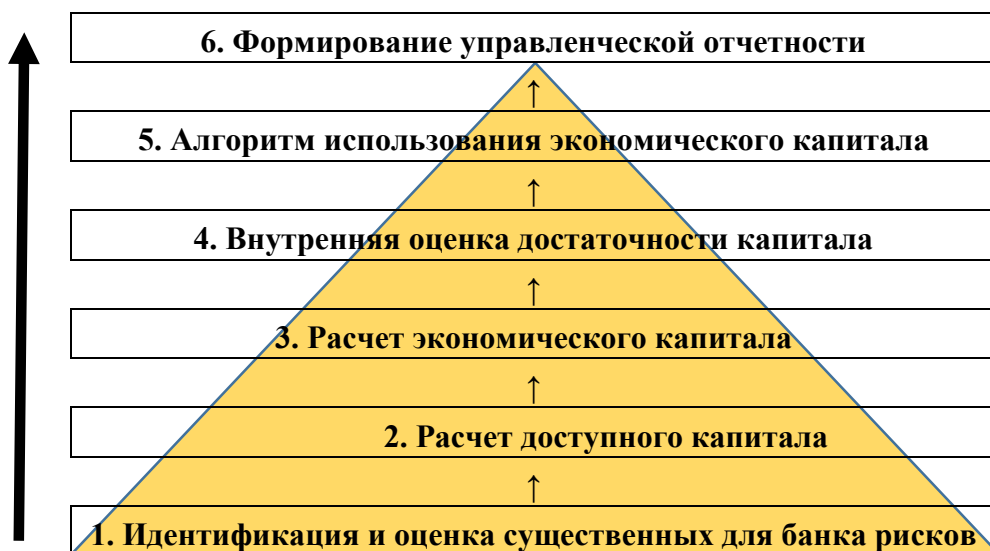 6. Формирование управленческой отчетности
↑
5. Алгоритм использования экономического капитала
↑
4. Внутренняя оценка достаточности капитала
↑
3. Расчет экономического капитала
↑
2. Расчет доступного капитала
↑
1. Идентификация и оценка существенных для банка рисков